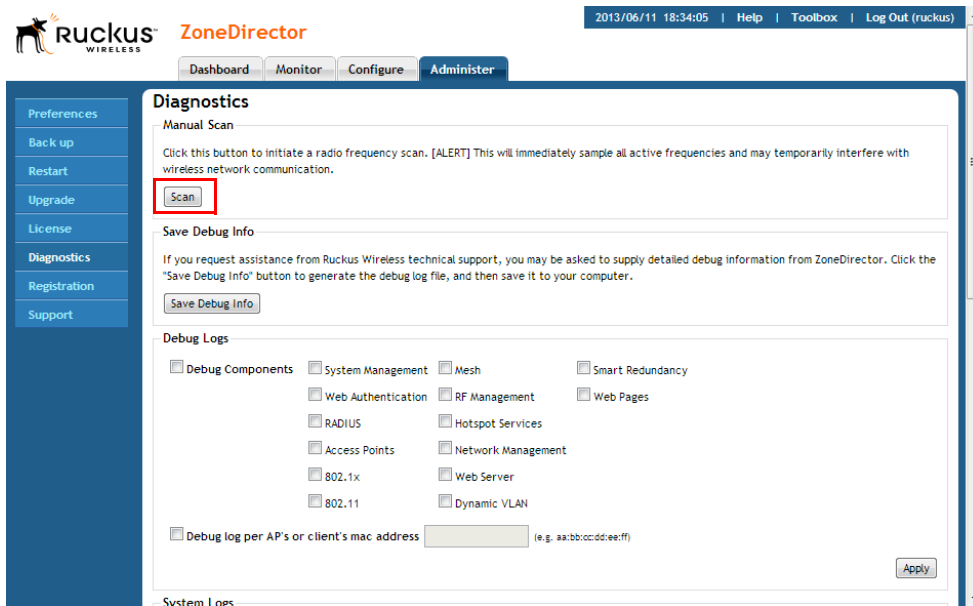 2013/06/11 18:34:05 | Help | Toolbox | Log Out (ruckus)
RUCKUS
WIRELESS
ZoneDirector
Dashboard Monitor Configure Administer
Preferences
Back up
Restart
Upgrade
License
Diagnostics
Registration
Support
Diagnostics
Manual Scan
Click this button to initiate a radio frequency scan. [ALERT] This will immediately sample all active frequencies and may temporarily interfere with
wireless network communication.
Scan
Save Debug Info
If you request assistance from Ruckus Wireless technical support, you may be asked to supply detailed debug information from ZoneDirector. Click the
"Save Debug Info" button to generate the debug log file, and then save it to your computer.
Save Debug Info
Debug Logs
Debug Components System Management Mesh Smart Redundancy
Web Authentication RF Management Web Pages
RADIUS Hotspot Services
Access Points Network Management
802.1x Web Server
802.11 Dynamic VLAN
Debug log per AP's or client's mac address (e.g. aa:bb:cc:dd:ee:ff)
Apply
System Logs